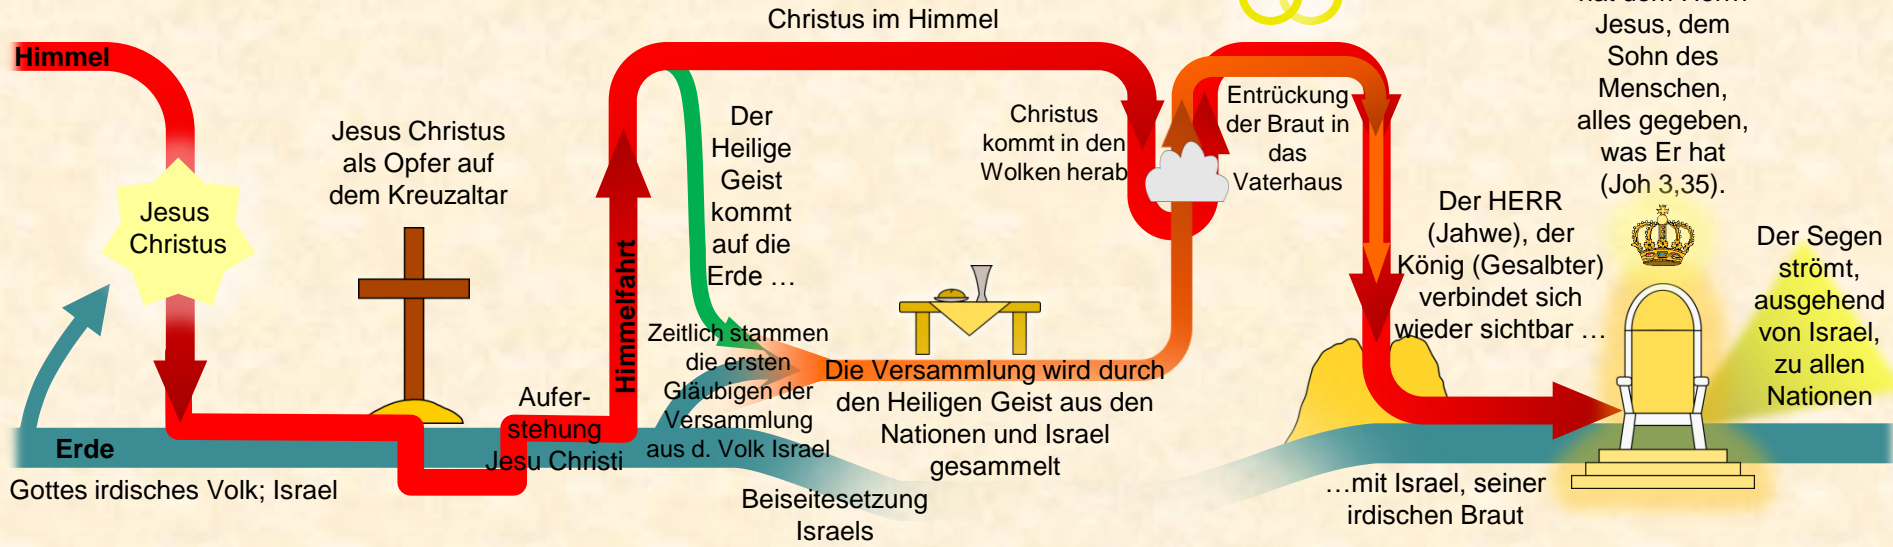 Christus im Himmel
Himmel
Jesus Christus
als Opfer auf
dem Kreuzaltar
Jesus
Christus
Erde
Gottes irdisches Volk; Israel
Aufer-
stehung
Jesu Christi
Himmelfahrt
Der
Heilige
Geist
kommt
auf die
Erde …
Zeitlich stammen
die ersten
Gläubigen der
Versammlung
aus d. Volk Israel
Beiseitesetzung
Israels
Die Versammlung wird durch
den Heiligen Geist aus den
Nationen und Israel
gesammelt
Christus
kommt in den
Wolken herab
Entrückung
der Braut in
das
Vaterhaus
Der HERR
(Jahwe), der
König (Gesalbter)
verbindet sich
wieder sichtbar …
…mit Israel, seiner
irdischen Braut
Jesus, dem
Sohn des
Menschen,
alles gegeben,
was Er hat
(Joh 3,35).
Der Segen
strömt,
ausgehend
von Israel,
zu allen
Nationen